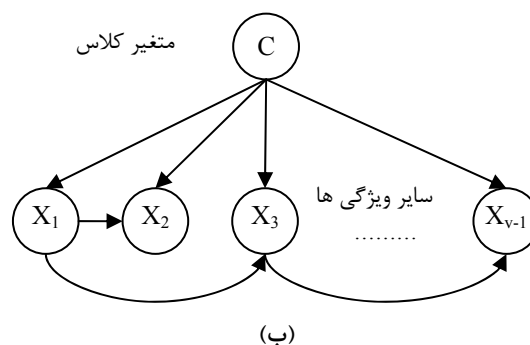 متغیر کلاس
C
سایر ویژگی ها
X1 X2 X3 ......... Xv-1
(ب)